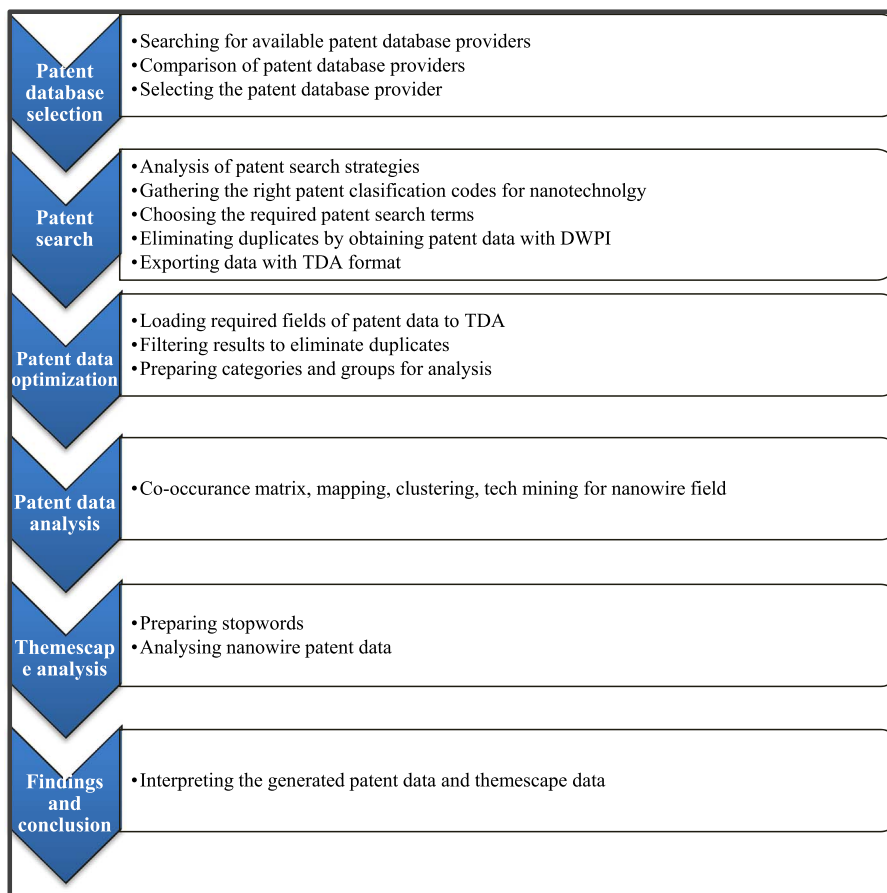 Patent
database
selection
•Searching for available patent database providers
•Comparison of patent database providers
•Selecting the patent database provider
Patent
search
•Analysis of patent search strategies
•Gathering the right patent clasification codes for nanotechnolgy
•Choosing the required patent search terms
•Eliminating duplicates by obtaining patent data with DWPI
•Exporting data with TDA format
Patent data
optimization
•Loading required fields of patent data to TDA
•Filtering results to eliminate duplicates
•Preparing categories and groups for analysis
Patent data
analysis
•Co-occurance matrix, mapping, clustering, tech mining for nanowire field
Themescap
e analysis
•Preparing stopwords
•Analysing nanowire patent data
Findings
and
conclusion
•Interpreting the generated patent data and themescape data